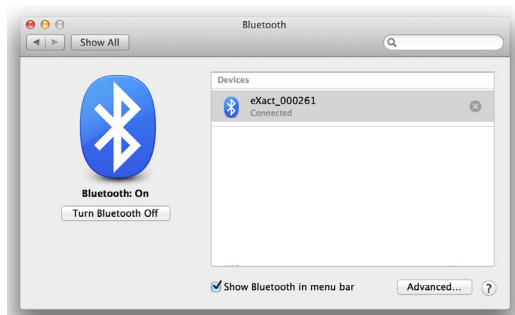 Bluetooth
Show All
Devices
eXact_000261
Connected
Bluetooth: On
Turn Bluetooth Off
Show Bluetooth in menu bar
Advanced...
?